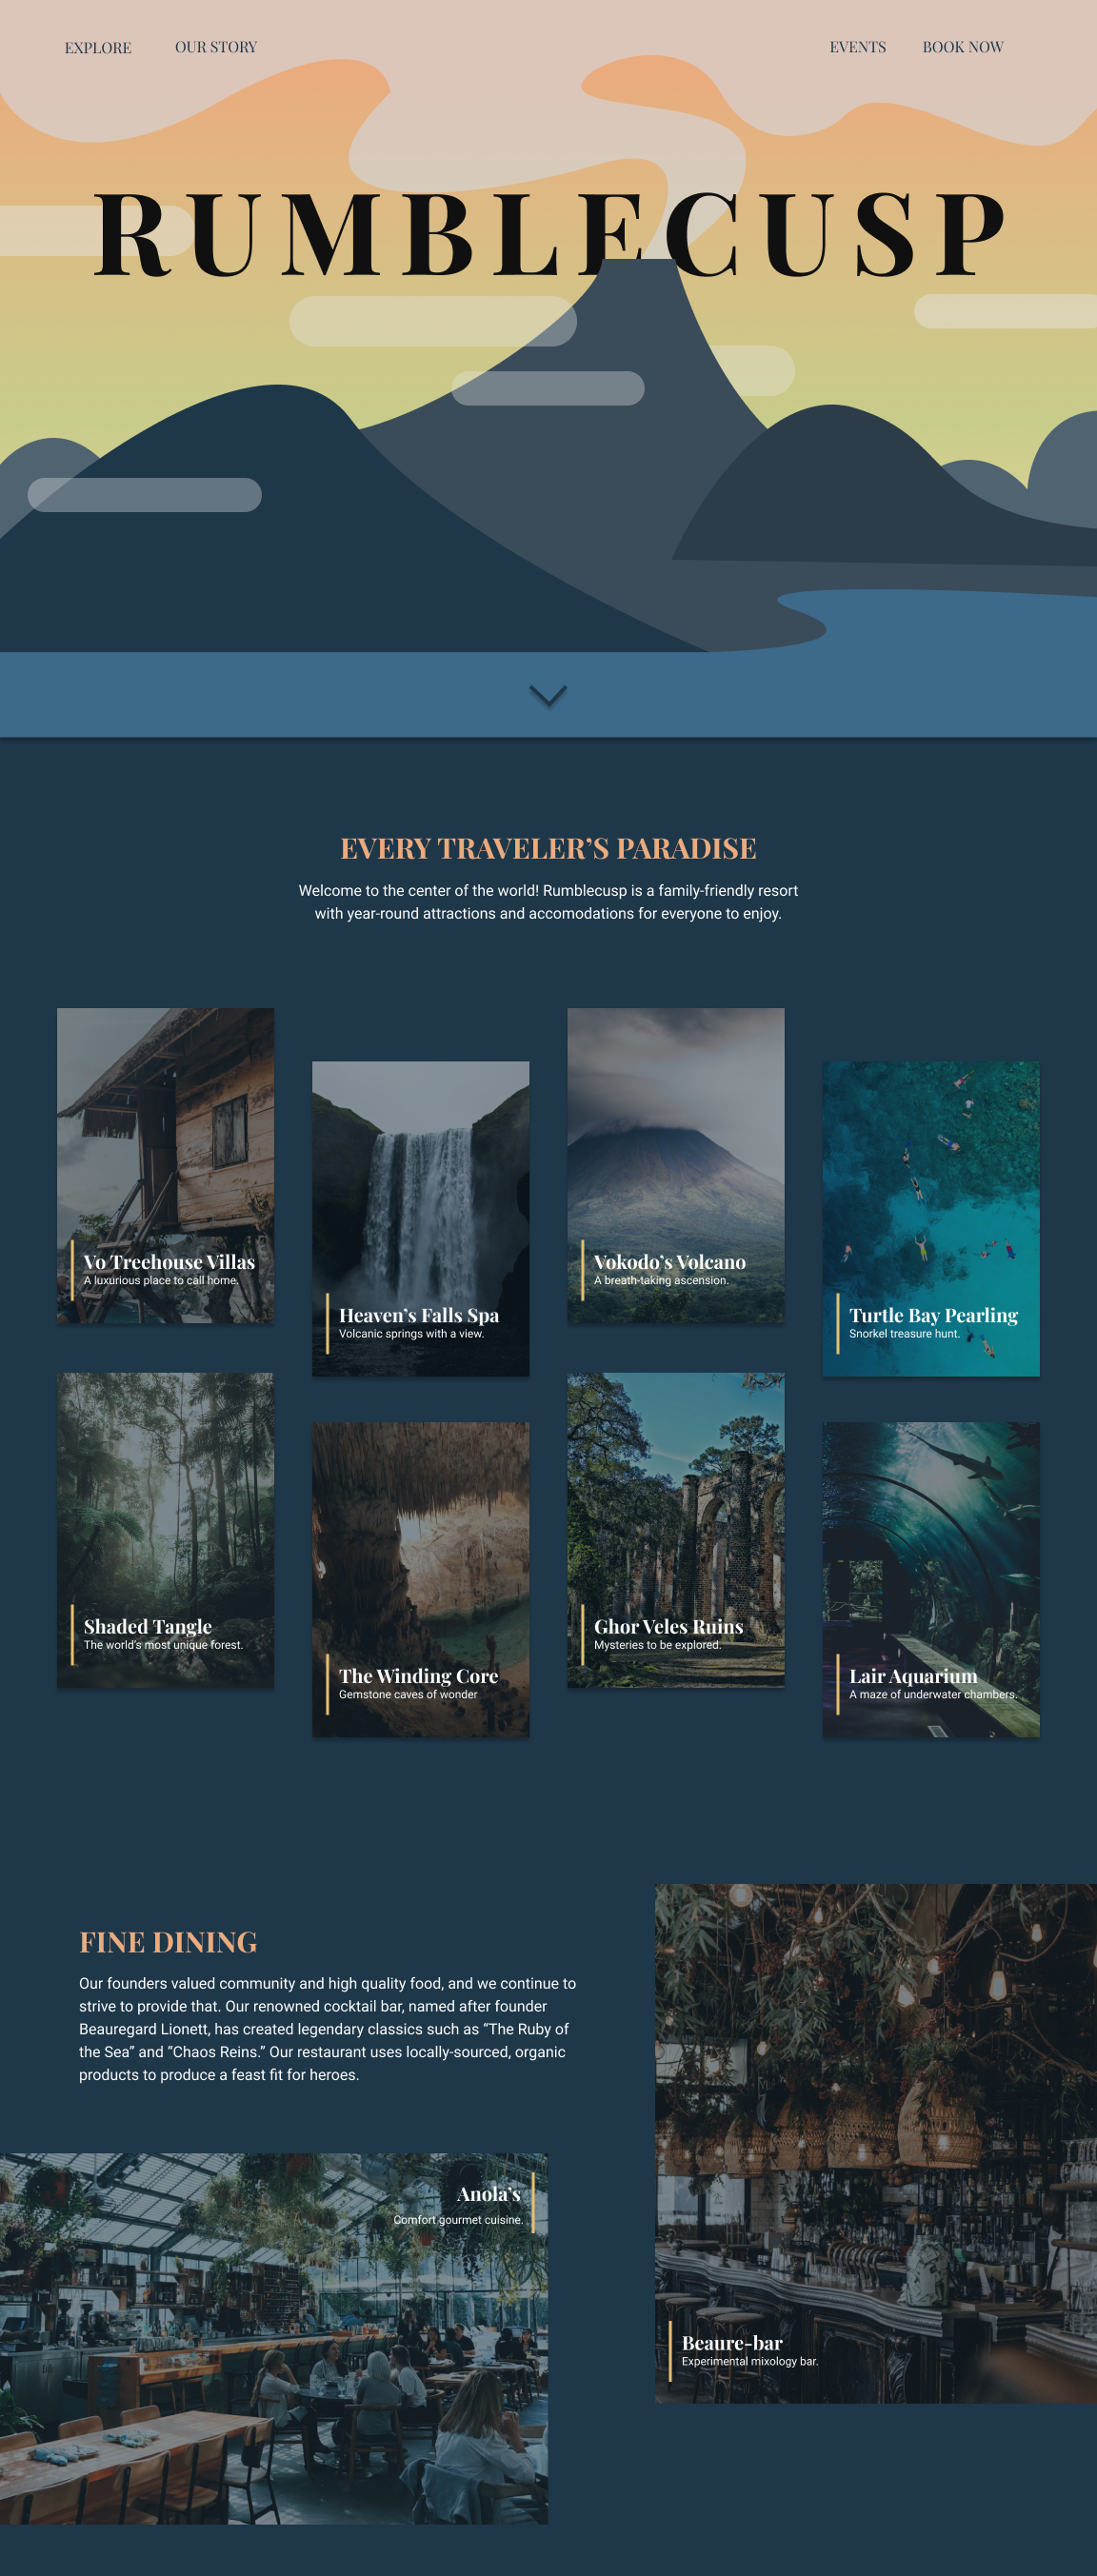 EXPLORE
OUR STORY
EVENTS
BOOK NOW
RUMBLECUSP
EVERY TRAVELER’S PARADISE
Welcome to the center of the world! Rumblecusp is a family-friendly resort
with year-round attractions and accomodations for everyone to enjoy.
Vo Treehouse Villas
A luxurious place to call home.
Heaven’s Falls Spa
Volcanic springs with a view.
Vokodo’s Volcano
A breath-taking ascension.
Turtle Bay Pearling
Snorkel treasure hunt.
Shaded Tangle
The world’s most unique forest.
The Winding Core
Gemstone caves of wonder
Ghor Veles Ruins
Mysteries to be explored.
Lair Aquarium
A maze of underwater chambers.
FINE DINING
Our founders valued community and high quality food, and we continue to
strive to provide that. Our renowned cocktail bar, named after founder
Beauregard Lionett, has created legendary classics such as “The Ruby of
the Sea” and “Chaos Reins.” Our restaurant uses locally-sourced, organic
products to produce a feast fit for heroes.
Anola’s
Comfort gourmet cuisine.
Beaure-bar
Experimental mixology bar.